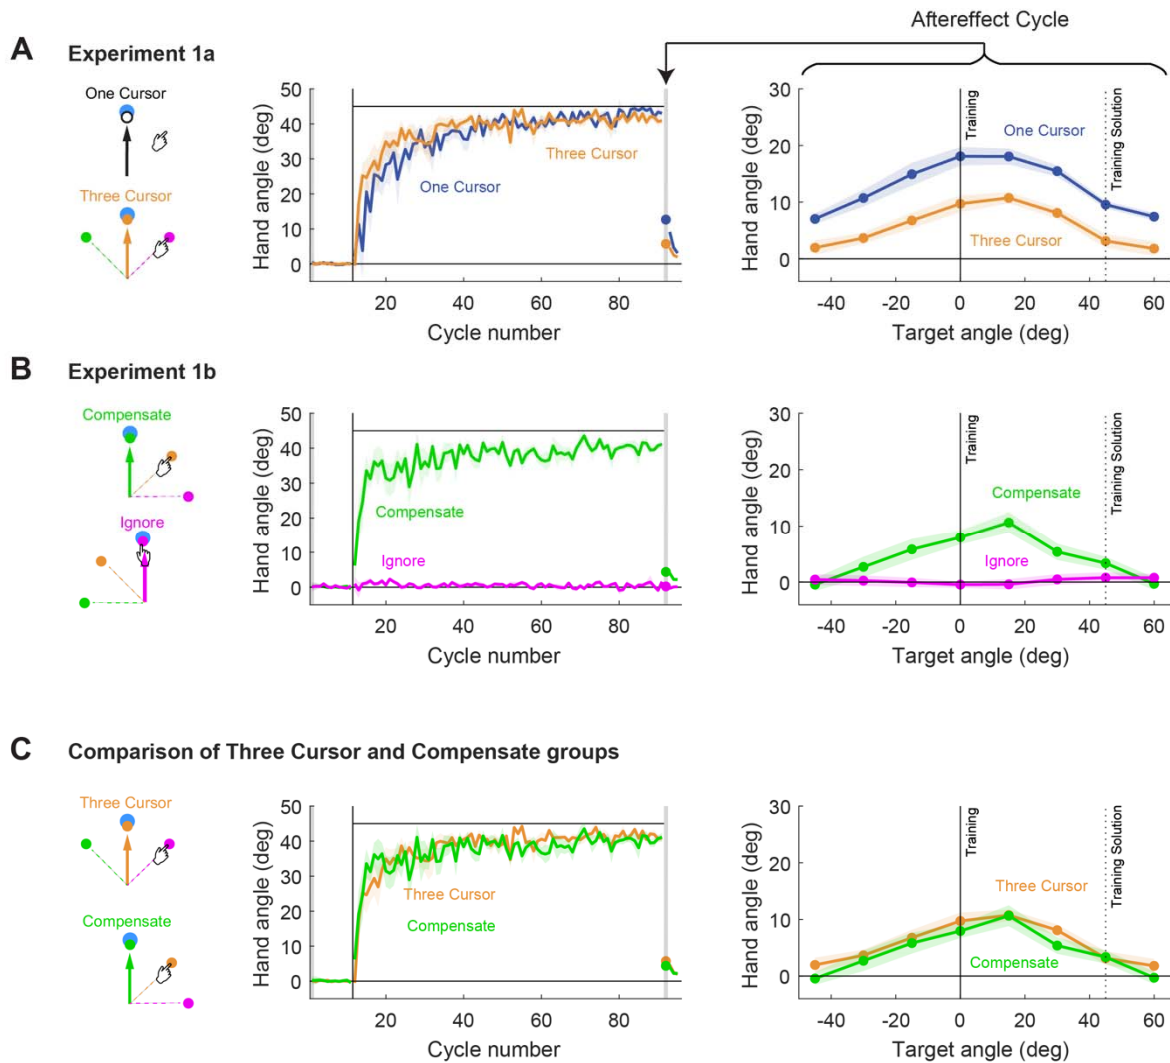 Aftereffect Cycle
A Experiment 1a
One Cursor
Three Cursor
Hand angle (deg)
50
40
30
20
10
0
Three Cursor
One Cursor
20 40 60 80
Cycle number
Hand angle (deg)
30
20
10
0
Training
One Cursor
Three Cursor
Training Solution
-40 -20 0 20 40 60
Target angle (deg)
B Experiment 1b
Compensate
Ignore
Hand angle (deg)
50
40
30
20
10
0
Compensate
Ignore
20 40 60 80
Cycle number
Hand angle (deg)
30
20
10
0
Training
Compensate
Ignore
Training Solution
-40 -20 0 20 40 60
Target angle (deg)
C Comparison of Three Cursor and Compensate groups
Three Cursor
Compensate
Hand angle (deg)
50
40
30
20
10
0
Three Cursor
Compensate
20 40 60 80
Cycle number
Hand angle (deg)
30
20
10
0
Training
Three Cursor
Compensate
Training Solution
-40 -20 0 20 40 60
Target angle (deg)